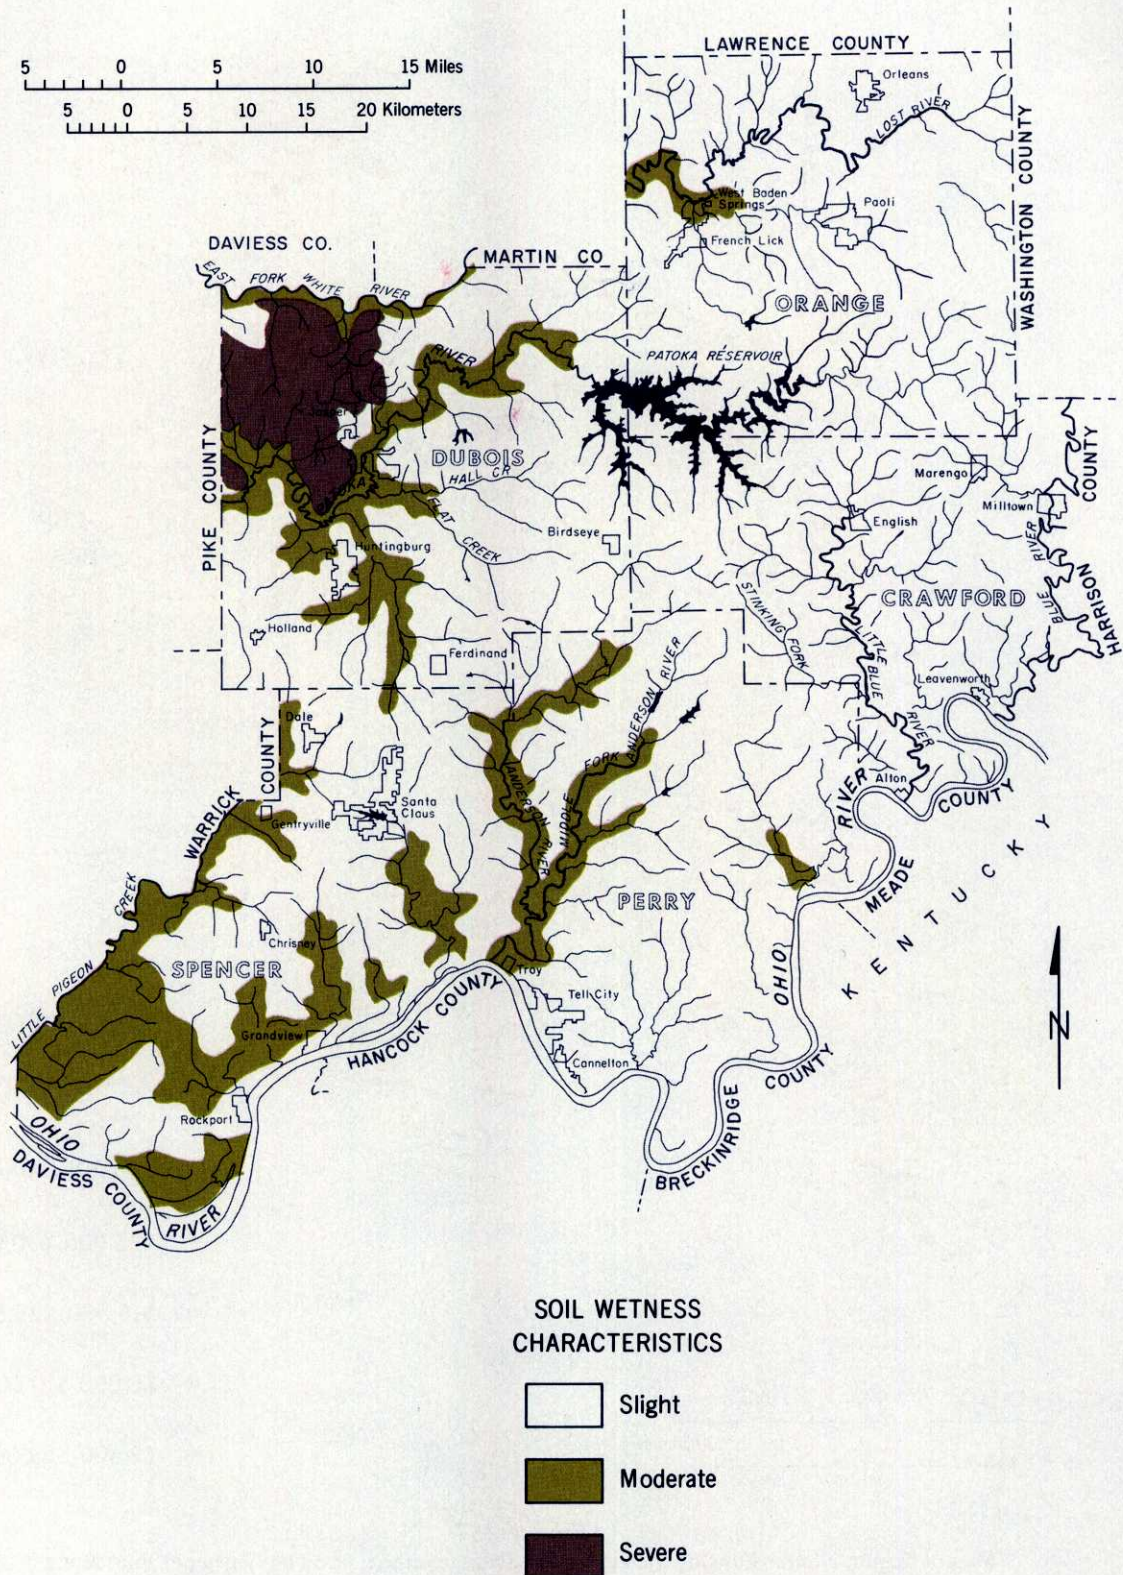 5 0 5 10 15 Miles
5 0 5 10 15 20 Kilometers
LAWRENCE COUNTY
Orleans
LOST RIVER
WASHINGTON COUNTY
West Baden
Springs
Paoli
French Lick
DAVIESS CO.
MARTIN CO
EAST FORK WHITE RIVER
ORANGE
RIVER
PATOKA RESERVOIR
Jasper
PIKE COUNTY
DUBOIS
HALL CR
PATOKA
FLAT CREEK
Marengo
Milltown
COUNTY
English
Birdseye
Huntingburg
BLUE RIVER
HARRISON
CRAWFORD
STINKING FORK
Holland
Ferdinand
LITTLE BLUE RIVER
Leavenworth
Dale
COUNTY
WARRICK
ANDERSON RIVER
MIDDLE FORK ANDERSON RIVER
Santa
Claus
Gentryville
Alton
RIVER
MEADE COUNTY
KENTUCKY
LITTLE PIGEON CREEK
Chrisney
SPENCER
PERRY
Troy
OHIO
Tell City
Grandview
HANCOCK COUNTY
Cannelton
Rockport
BRECKINRIDGE COUNTY
OHIO
DAVIESS COUNTY
RIVER
N
SOIL WETNESS
CHARACTERISTICS
Slight
Moderate
Severe